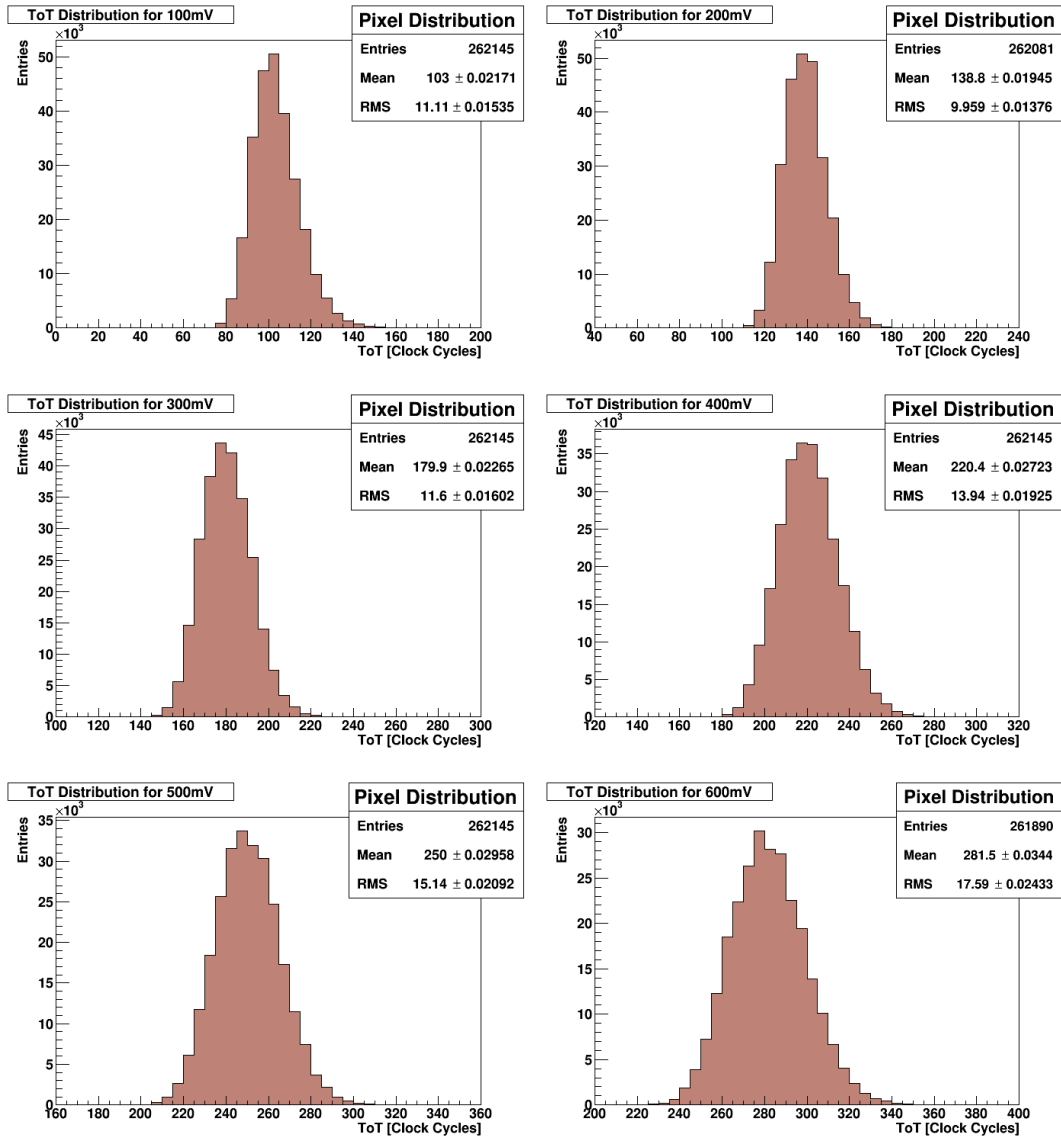 ToT Distribution for 100mV
×10³
Entries
50
40
30
20
10
0
0 20 40 60 80 100 120 140 160 180 200
ToT [Clock Cycles]
Pixel Distribution
Entries 262145
Mean 103 ± 0.02171
RMS 11.11 ± 0.01535
ToT Distribution for 200mV
×10³
Entries
50
40
30
20
10
0
40 60 80 100 120 140 160 180 200 220 240
ToT [Clock Cycles]
Pixel Distribution
Entries 262081
Mean 138.8 ± 0.01945
RMS 9.959 ± 0.01376
ToT Distribution for 300mV
×10³
Entries
45
40
35
30
25
20
15
10
5
0
100 120 140 160 180 200 220 240 260 280 300
ToT [Clock Cycles]
Pixel Distribution
Entries 262145
Mean 179.9 ± 0.02265
RMS 11.6 ± 0.01602
ToT Distribution for 400mV
×10³
Entries
35
30
25
20
15
10
5
0
120 140 160 180 200 220 240 260 280 300 320
ToT [Clock Cycles]
Pixel Distribution
Entries 262145
Mean 220.4 ± 0.02723
RMS 13.94 ± 0.01925
ToT Distribution for 500mV
×10³
Entries
35
30
25
20
15
10
5
0
160 180 200 220 240 260 280 300 320 340 360
ToT [Clock Cycles]
Pixel Distribution
Entries 262145
Mean 250 ± 0.02958
RMS 15.14 ± 0.02092
ToT Distribution for 600mV
×10³
Entries
30
25
20
15
10
5
0
200 220 240 260 280 300 320 340 360 380 400
ToT [Clock Cycles]
Pixel Distribution
Entries 261890
Mean 281.5 ± 0.0344
RMS 17.59 ± 0.02433